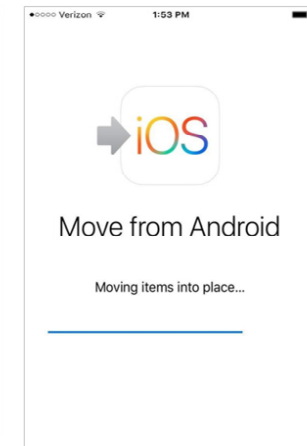 Verizon 1:53 PM
iOS
Move from Android
Moving items into place...